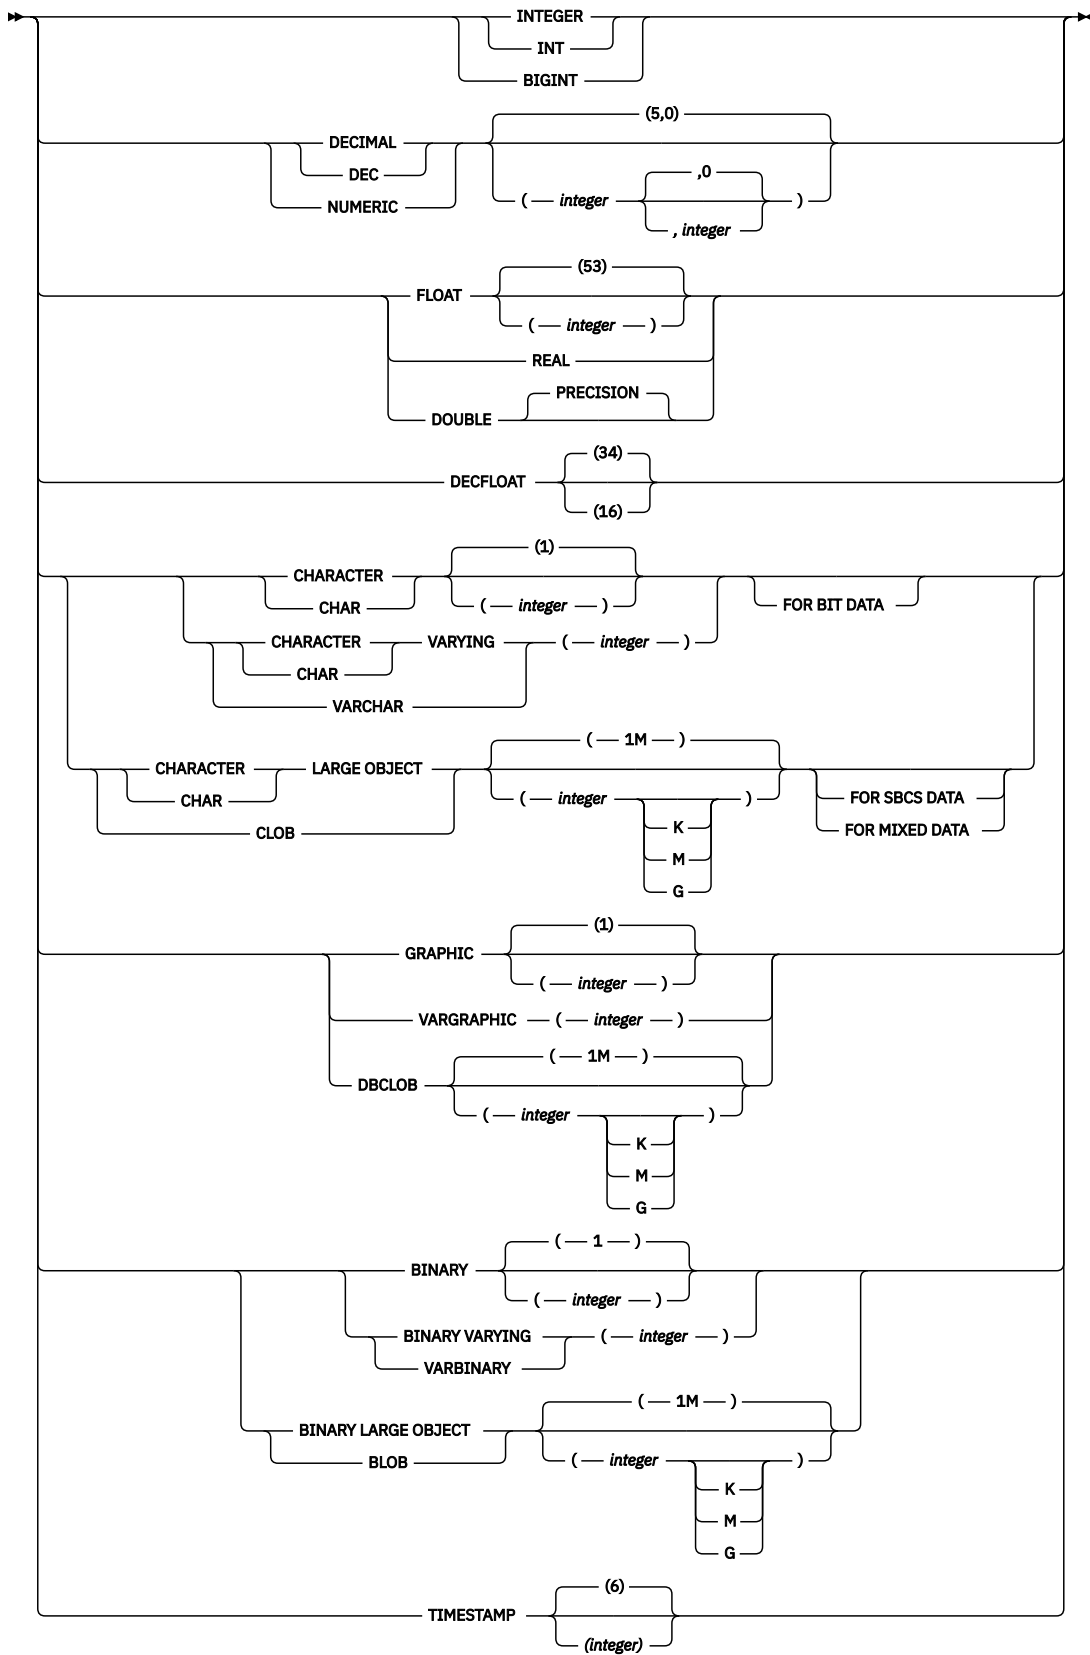 INTEGER
INT
BIGINT
(5,0)
DECIMAL
DEC
NUMERIC
,0
( integer )
, integer
(53)
FLOAT
( integer )
REAL
PRECISION
DOUBLE
(34)
DECFLOAT
(16)
(1)
CHARACTER
CHAR ( integer ) FOR BIT DATA
CHARACTER VARYING ( integer )
CHAR
VARCHAR
( 1M )
CHARACTER LARGE OBJECT
CHAR ( integer ) FOR SBCS DATA
CLOB K FOR MIXED DATA
M
G
(1)
GRAPHIC
( integer )
VARGRAPHIC ( integer )
( 1M )
DBCLOB
( integer )
K
M
G
( 1 )
BINARY
( integer )
BINARY VARYING ( integer )
VARBINARY
( 1M )
BINARY LARGE OBJECT
BLOB ( integer )
K
M
G
(6)
TIMESTAMP
(integer)